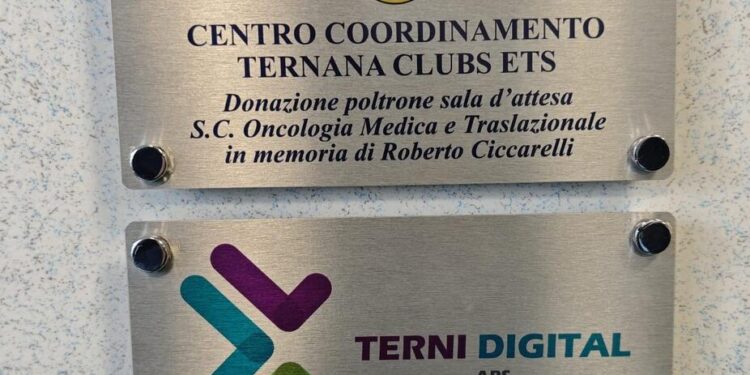 CENTRO COORDINAMENTO
TERNANA CLUBS ETS
Donazione poltrone sala d'attesa
S.C. Oncologia Medica e Traslazionale
in memoria di Roberto Ciccarelli
TERNI DIGITAL
APS